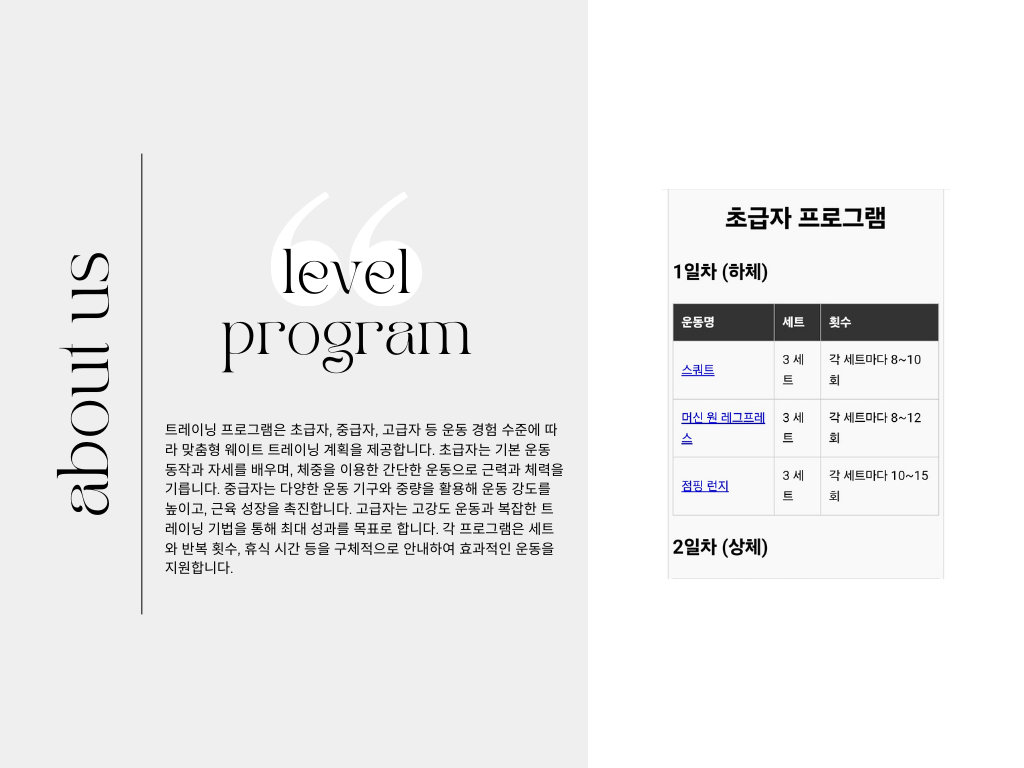 about us
level
program
트레이닝 프로그램은 초급자, 중급자, 고급자 등 운동 경험 수준에 따
라 맞춤형 웨이트 트레이닝 계획을 제공합니다. 초급자는 기본 운동
동작과 자세를 배우며, 체중을 이용한 간단한 운동으로 근력과 체력을
기릅니다. 중급자는 다양한 운동 기구와 중량을 활용해 운동 강도를
높이고, 근육 성장을 촉진합니다. 고급자는 고강도 운동과 복잡한 트
레이닝 기법을 통해 최대 성과를 목표로 합니다. 각 프로그램은 세트
와 반복 횟수, 휴식 시간 등을 구체적으로 안내하여 효과적인 운동을
지원합니다.
초급자 프로그램
1일차 (하체)
운동명 세트 횟수
스쿼트 3 세트 각 세트마다 8~10회
머신 원 레그프레스 3 세트 각 세트마다 8~12회
점핑 런지 3 세트 각 세트마다 10~15회
2일차 (상체)